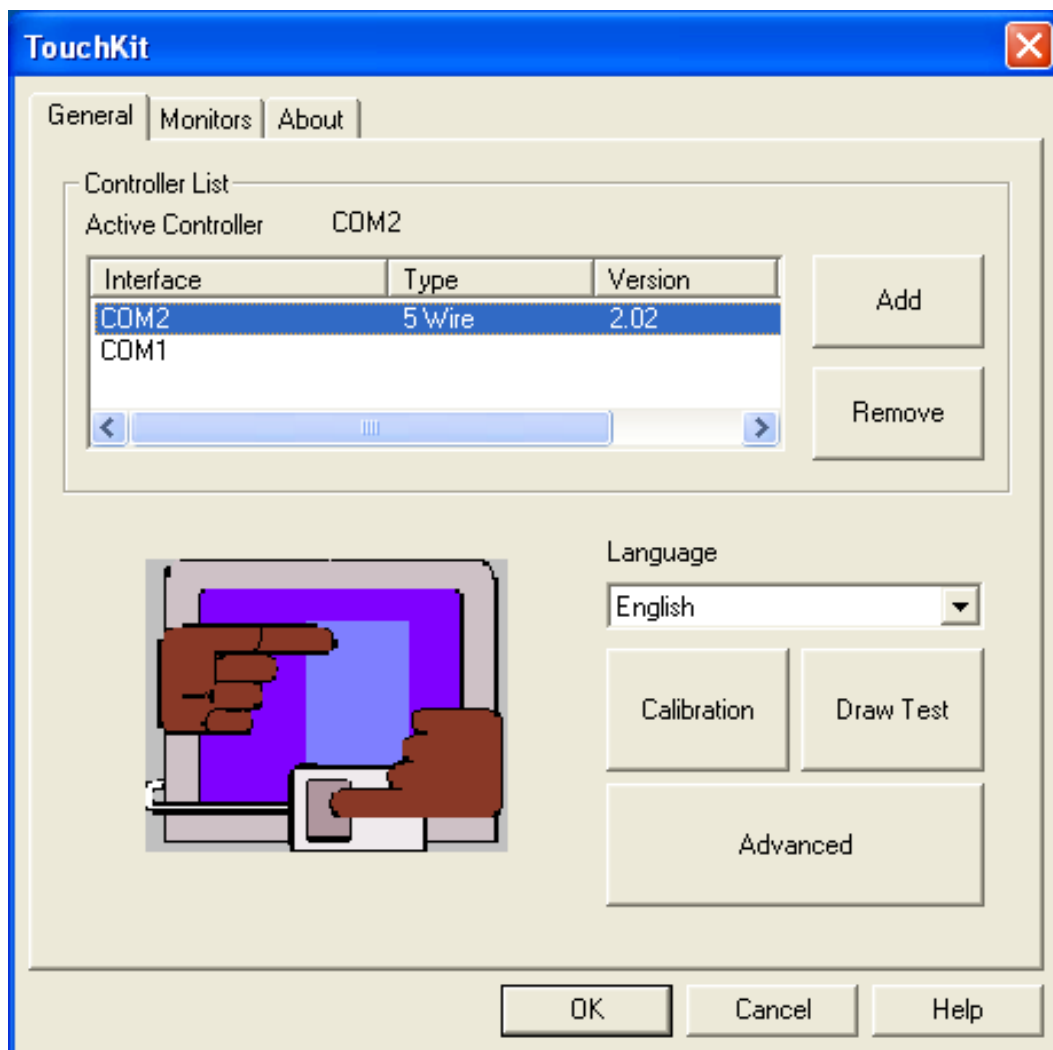 TouchKit
General Monitors About
Controller List
Active Controller COM2
Interface Type Version
COM2 5 Wire 2.02
COM1
Add
Remove
Language
English
Calibration Draw Test
Advanced
OK Cancel Help